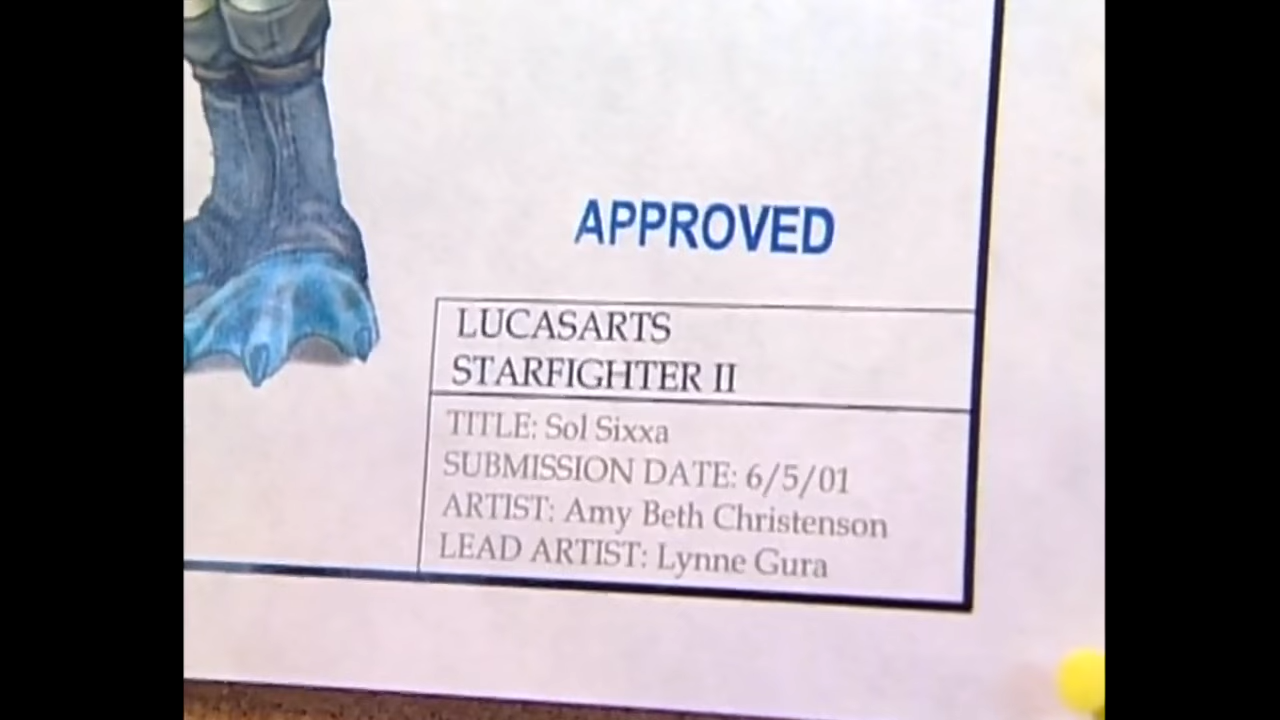 APPROVED
LUCASARTS
STARFIGHTER II
TITLE: Sol Sixxa
SUBMISSION DATE: 6/5/01
ARTIST: Amy Beth Christenson
LEAD ARTIST: Lynne Gura